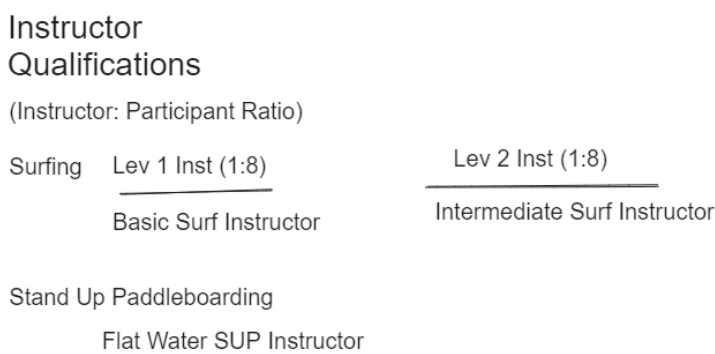 Instructor
Qualifications
(Instructor: Participant Ratio)
Surfing Lev 1 Inst (1:8) Lev 2 Inst (1:8)
Basic Surf Instructor Intermediate Surf Instructor
Stand Up Paddleboarding
Flat Water SUP Instructor